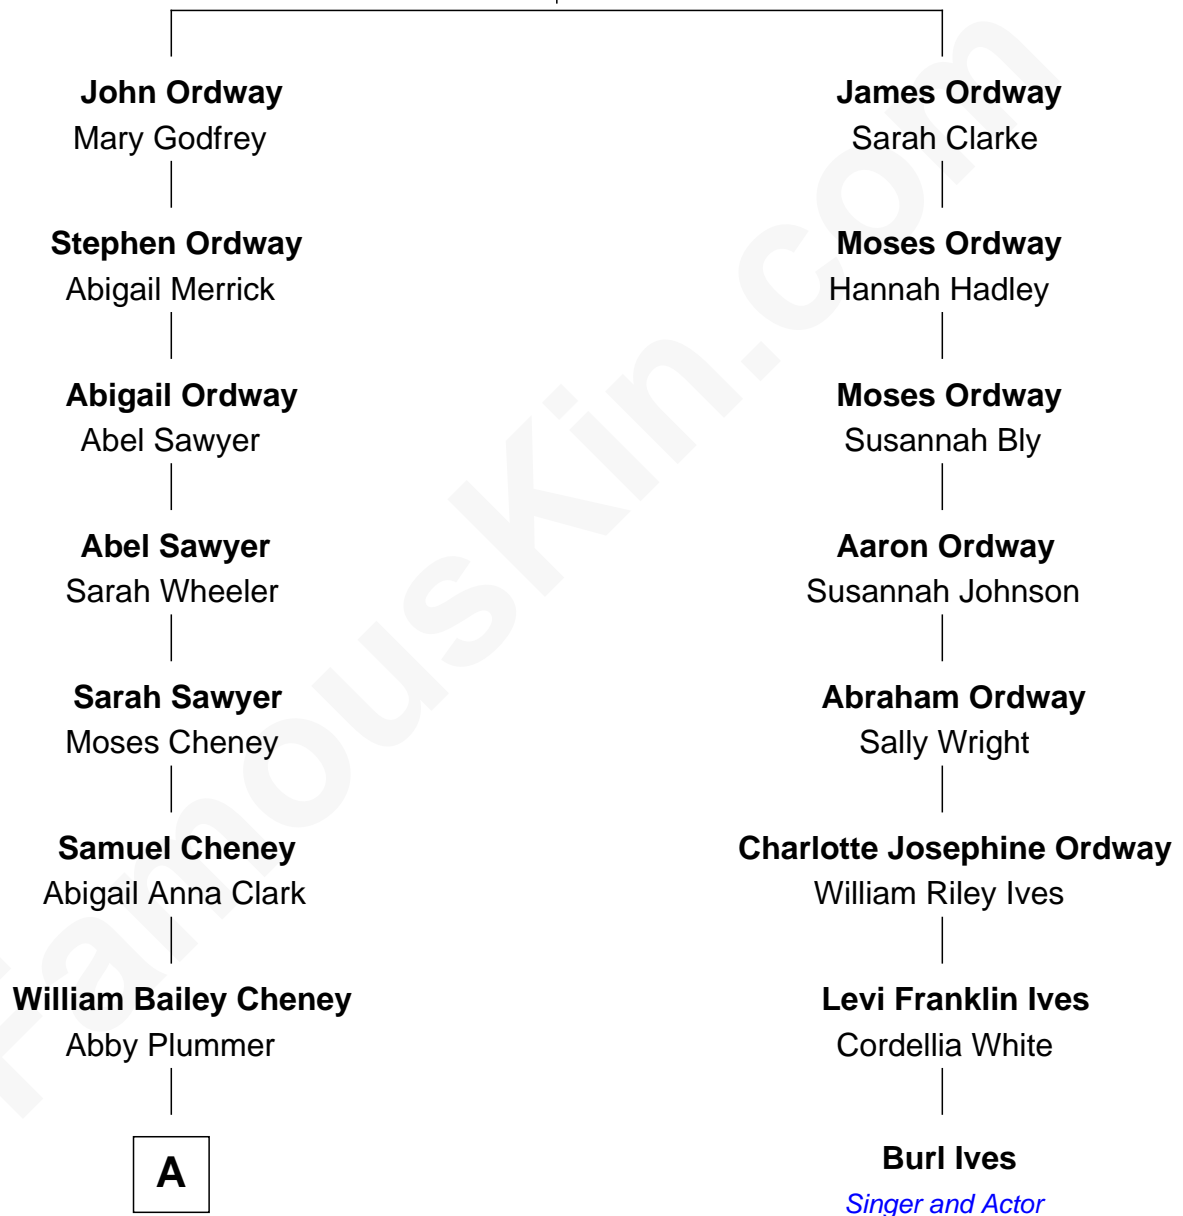 John Ordway
Mary Godfrey
James Ordway
Sarah Clarke
Stephen Ordway
Abigail Merrick
Moses Ordway
Hannah Hadley
Abigail Ordway
Abel Sawyer
Moses Ordway
Susannah Bly
Abel Sawyer
Sarah Wheeler
Aaron Ordway
Susannah Johnson
Sarah Sawyer
Moses Cheney
Abraham Ordway
Sally Wright
Samuel Cheney
Abigail Anna Clark
Charlotte Josephine Ordway
William Riley Ives
William Bailey Cheney
Abby Plummer
Levi Franklin Ives
Cordellia White
A
Burl Ives
Singer and Actor
FamousKin.com